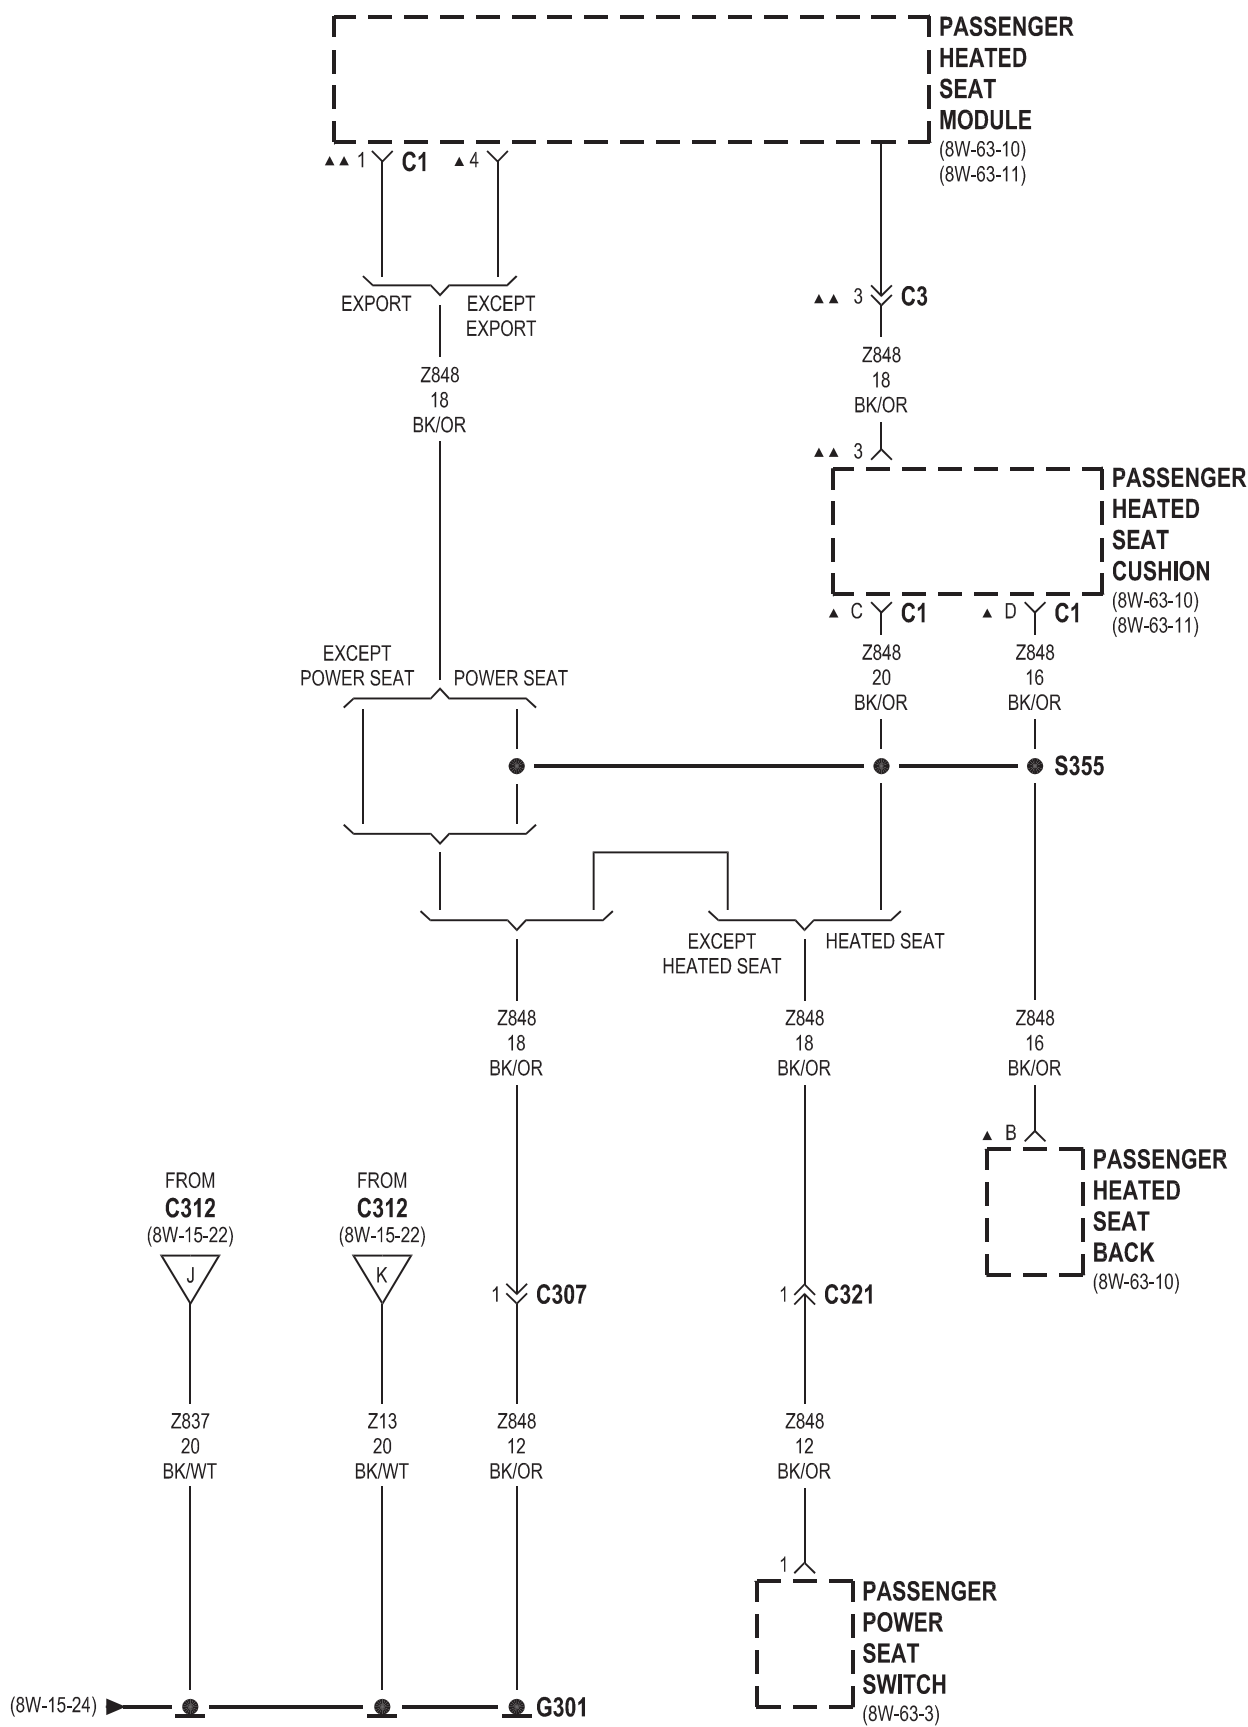 PASSENGER
HEATED
SEAT
MODULE
(8W-63-10)
(8W-63-11)
▲▲ 1 C1 ▲ 4
EXPORT
EXCEPT
EXPORT
▲▲ 3 C3
Z848
18
BK/OR
Z848
18
BK/OR
▲▲ 3
PASSENGER
HEATED
SEAT
CUSHION
(8W-63-10)
(8W-63-11)
▲ C C1 ▲ D C1
Z848
20
BK/OR
Z848
16
BK/OR
EXCEPT
POWER SEAT
POWER SEAT
S355
EXCEPT
HEATED SEAT
HEATED SEAT
Z848
18
BK/OR
Z848
18
BK/OR
Z848
16
BK/OR
▲ B
PASSENGER
HEATED
SEAT
BACK
(8W-63-10)
FROM
C312
(8W-15-22)
J
FROM
C312
(8W-15-22)
K
1 C307
1 C321
Z837
20
BK/WT
Z13
20
BK/WT
Z848
12
BK/OR
Z848
12
BK/OR
1
PASSENGER
POWER
SEAT
SWITCH
(8W-63-3)
(8W-15-24)
G301